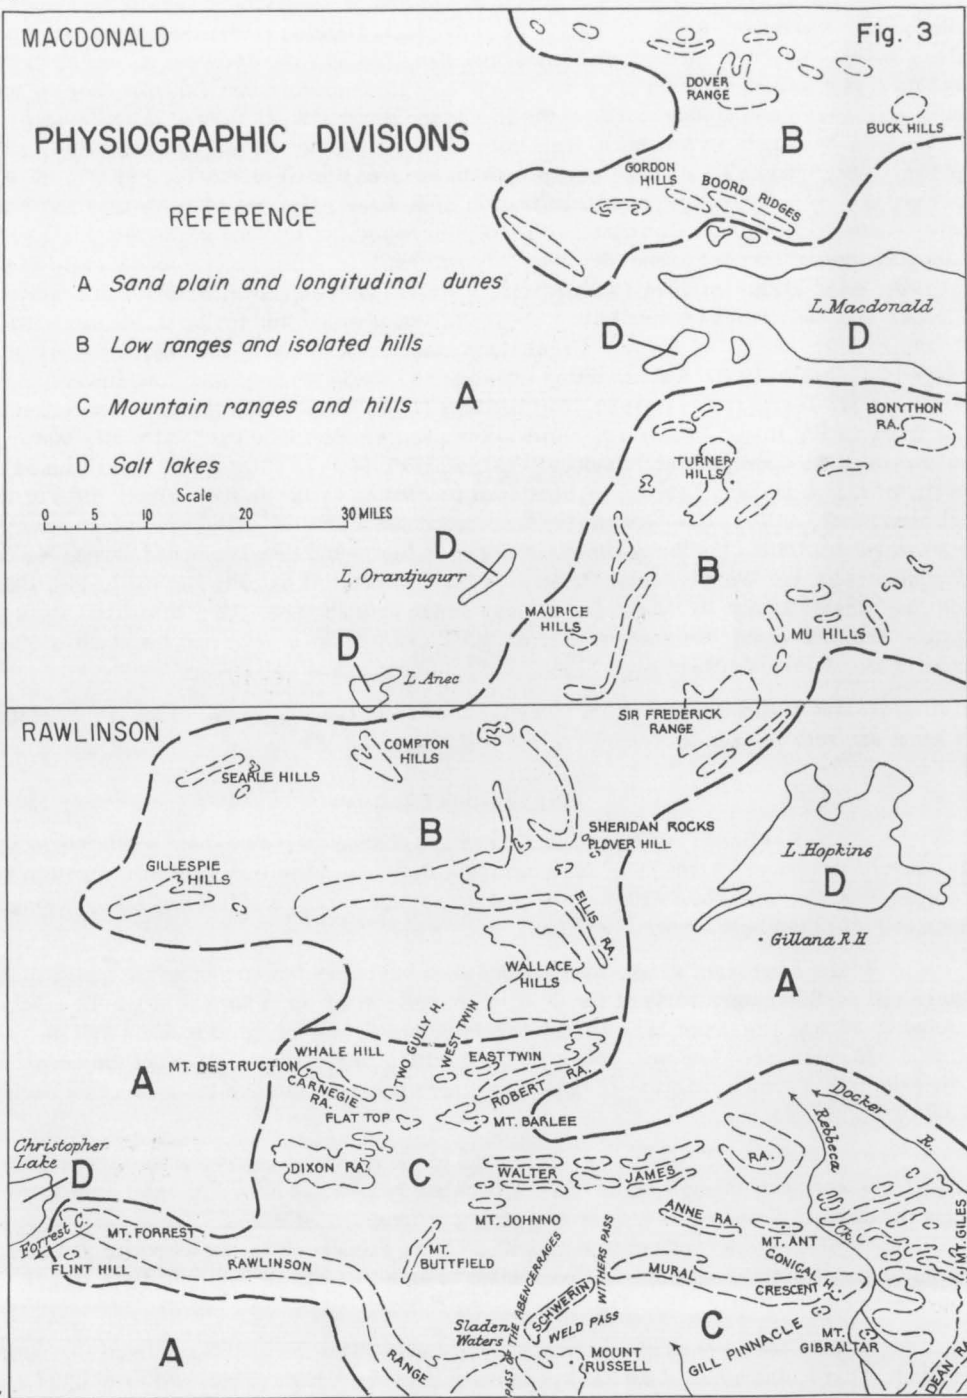 MACDONALD
Fig. 3
PHYSIOGRAPHIC DIVISIONS
REFERENCE
A Sand plain and longitudinal dunes
B Low ranges and isolated hills
C Mountain ranges and hills
D Salt lakes
Scale
0 5 10 20 30 MILES
DOVER
RANGE
BUCK HILLS
B
GORDON
HILLS
BOORD RIDGES
L. Macdonald
D
D
A
BONYTHON
RA.
TURNER
HILLS
D
L. Orantjugurr
B
MAURICE
HILLS
MU HILLS
D
L. Anec
SIR FREDERICK
RANGE
RAWLINSON
COMPTON
HILLS
SEARLE HILLS
B
SHERIDAN ROCKS
PLOVER HILL
L. Hopkins
D
GILLESPIE
HILLS
ELLIS RA.
Gillana R.H
WALLACE
HILLS
A
TWO GULLY H.
WEST TWIN
WHALE HILL
EAST TWIN
MT. DESTRUCTION
A
CARNEGIE
RA.
ROBERT RA.
FLAT TOP
MT. BARLEE
Docker R.
Rebbeca Ck.
Christopher
Lake
D
DIXON RA.
C
WALTER
JAMES
RA.
Forrest C.
MT. FORREST
MT. JOHNNO
ANNE RA.
MT. ANT
MT. GILES
FLINT HILL
RAWLINSON
MT.
BUTTFIELD
PASS OF THE ABENCERRAGES
WITHERS PASS
MURAL
CRESCENT
CONICAL H.
SCHWERIN
WELD PASS
C
A
Sladen
Waters
RANGE
MOUNT
RUSSELL
GILL PINNACLE
MT.
GIBRALTAR
DEAN RA.